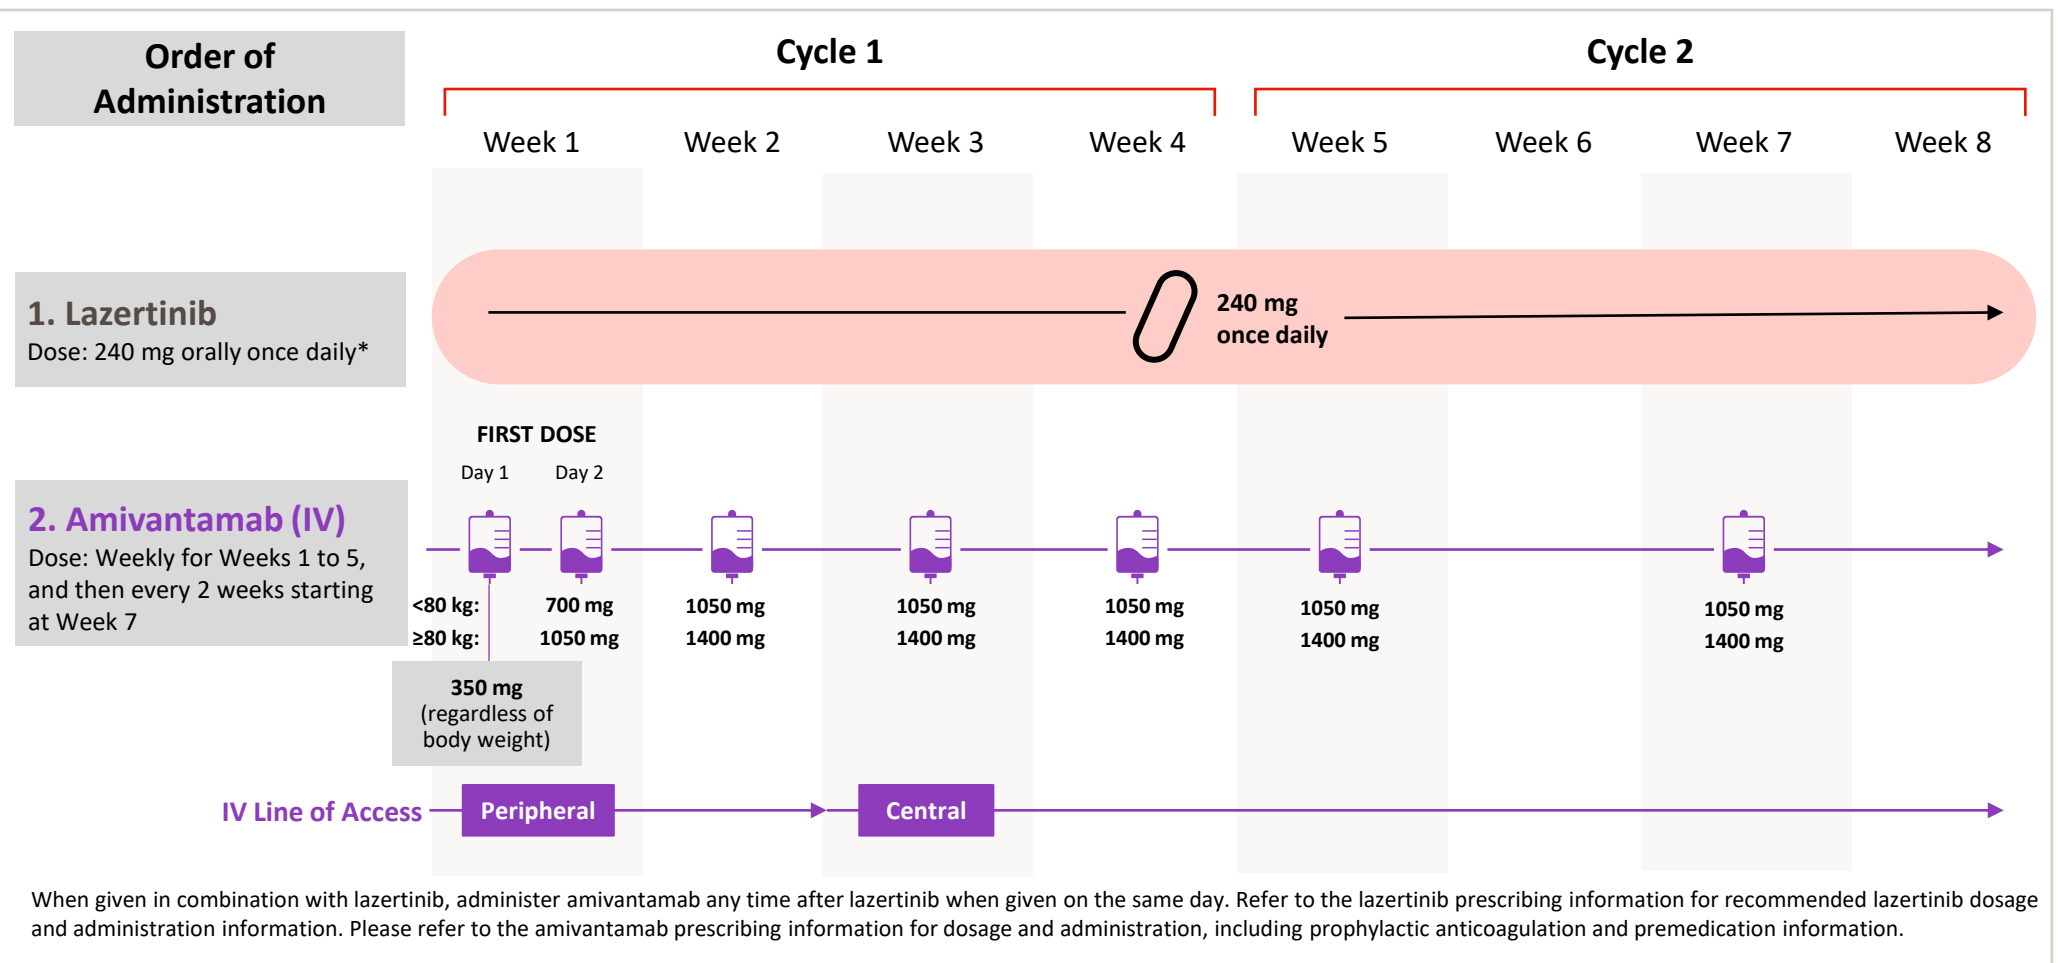 Order of
Administration
Cycle 1
Cycle 2
Week 1
Week 2
Week 3
Week 4
Week 5
Week 6
Week 7
Week 8
1. Lazertinib
Dose: 240 mg orally once daily*
240 mg
once daily
FIRST DOSE
Day 1
Day 2
2. Amivantamab (IV)
Dose: Weekly for Weeks 1 to 5,
and then every 2 weeks starting
at Week 7
<80 kg: 700 mg 1050 mg 1050 mg 1050 mg 1050 mg 1050 mg
≥80 kg: 1050 mg 1400 mg 1400 mg 1400 mg 1400 mg 1400 mg
350 mg
(regardless of
body weight)
IV Line of Access
Peripheral
Central
When given in combination with lazertinib, administer amivantamab any time after lazertinib when given on the same day. Refer to the lazertinib prescribing information for recommended lazertinib dosage
and administration information. Please refer to the amivantamab prescribing information for dosage and administration, including prophylactic anticoagulation and premedication information.